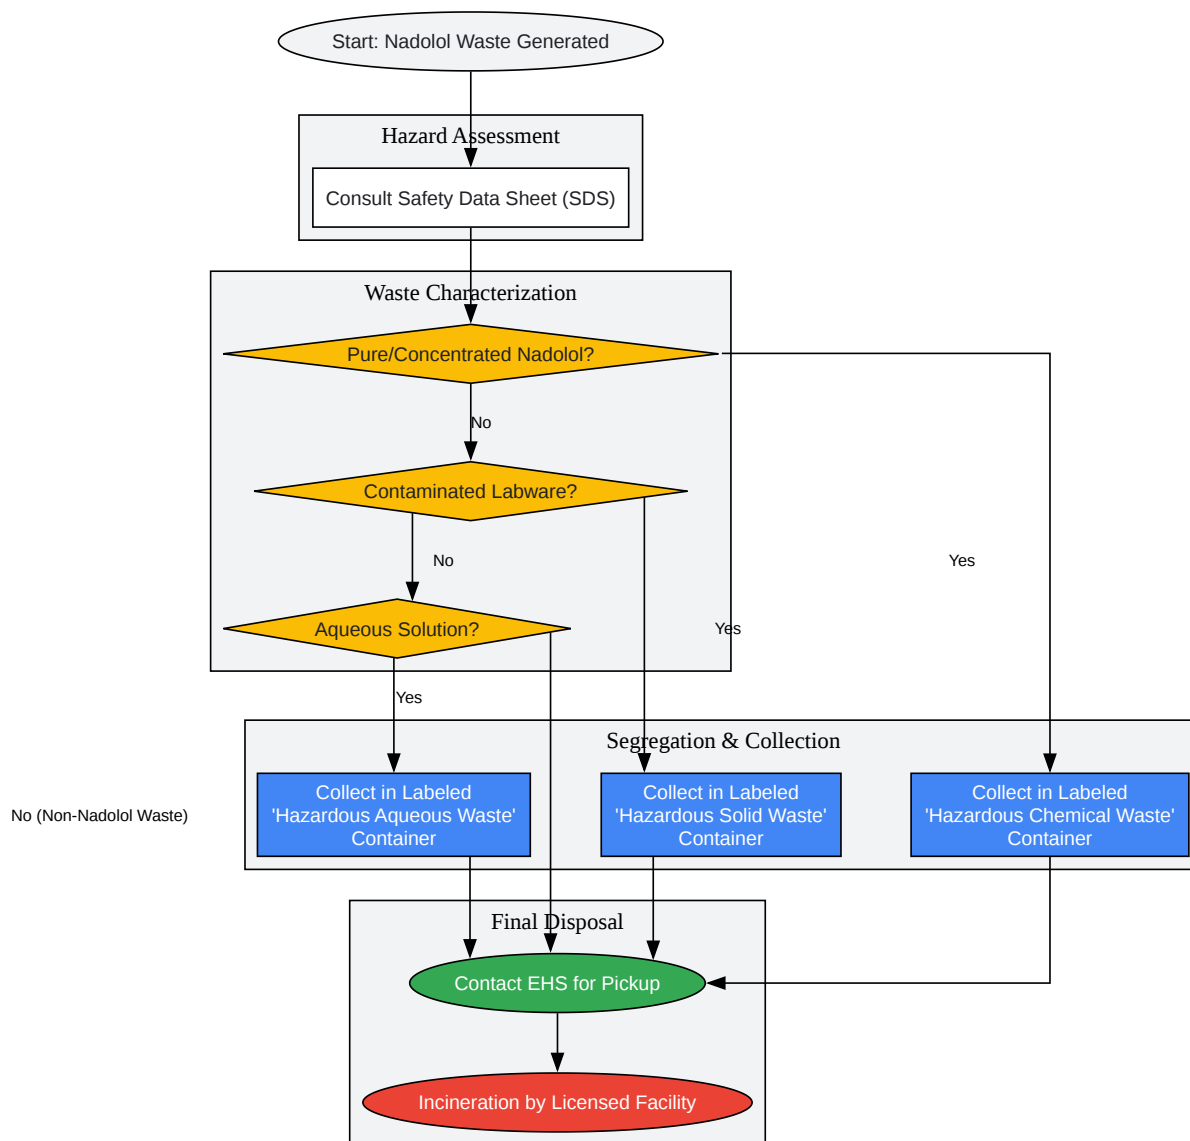 Start: Nadolol Waste Generated
Hazard Assessment
Consult Safety Data Sheet (SDS)
Waste Characterization
Pure/Concentrated Nadolol?
No
Contaminated Labware?
No
Yes
Aqueous Solution?
Yes
Yes
Segregation & Collection
Collect in Labeled
'Hazardous Aqueous Waste'
Container
Collect in Labeled
'Hazardous Solid Waste'
Container
Collect in Labeled
'Hazardous Chemical Waste'
Container
No (Non-Nadolol Waste)
Final Disposal
Contact EHS for Pickup
Incineration by Licensed Facility